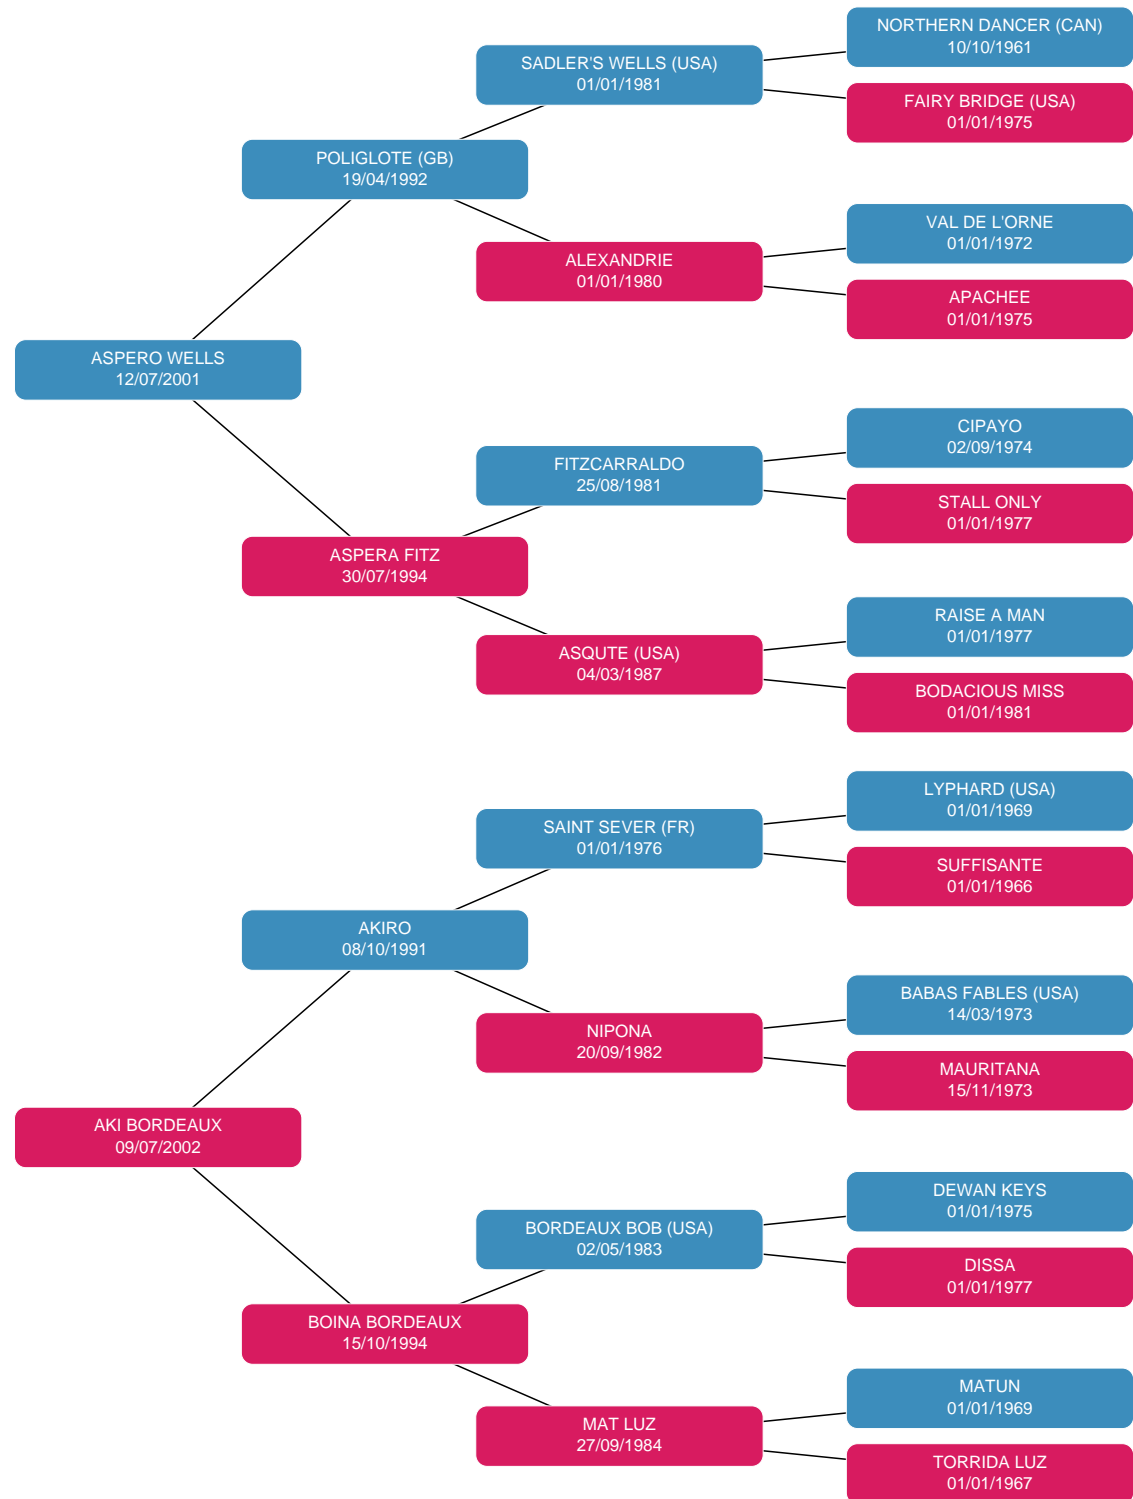 NORTHERN DANCER (CAN)
10/10/1961
SADLER'S WELLS (USA)
01/01/1981
FAIRY BRIDGE (USA)
01/01/1975
POLIGLOTE (GB)
19/04/1992
VAL DE L'ORNE
01/01/1972
ALEXANDRIE
01/01/1980
APACHEE
01/01/1975
ASPERO WELLS
12/07/2001
CIPAYO
02/09/1974
FITZCARRALDO
25/08/1981
STALL ONLY
01/01/1977
ASPERA FITZ
30/07/1994
RAISE A MAN
01/01/1977
ASQUTE (USA)
04/03/1987
BODACIOUS MISS
01/01/1981
LYPHARD (USA)
01/01/1969
SAINT SEVER (FR)
01/01/1976
SUFFISANTE
01/01/1966
AKIRO
08/10/1991
BABAS FABLES (USA)
14/03/1973
NIPONA
20/09/1982
MAURITANA
15/11/1973
AKI BORDEAUX
09/07/2002
DEWAN KEYS
01/01/1975
BORDEAUX BOB (USA)
02/05/1983
DISSA
01/01/1977
BOINA BORDEAUX
15/10/1994
MATUN
01/01/1969
MAT LUZ
27/09/1984
TORRIDA LUZ
01/01/1967